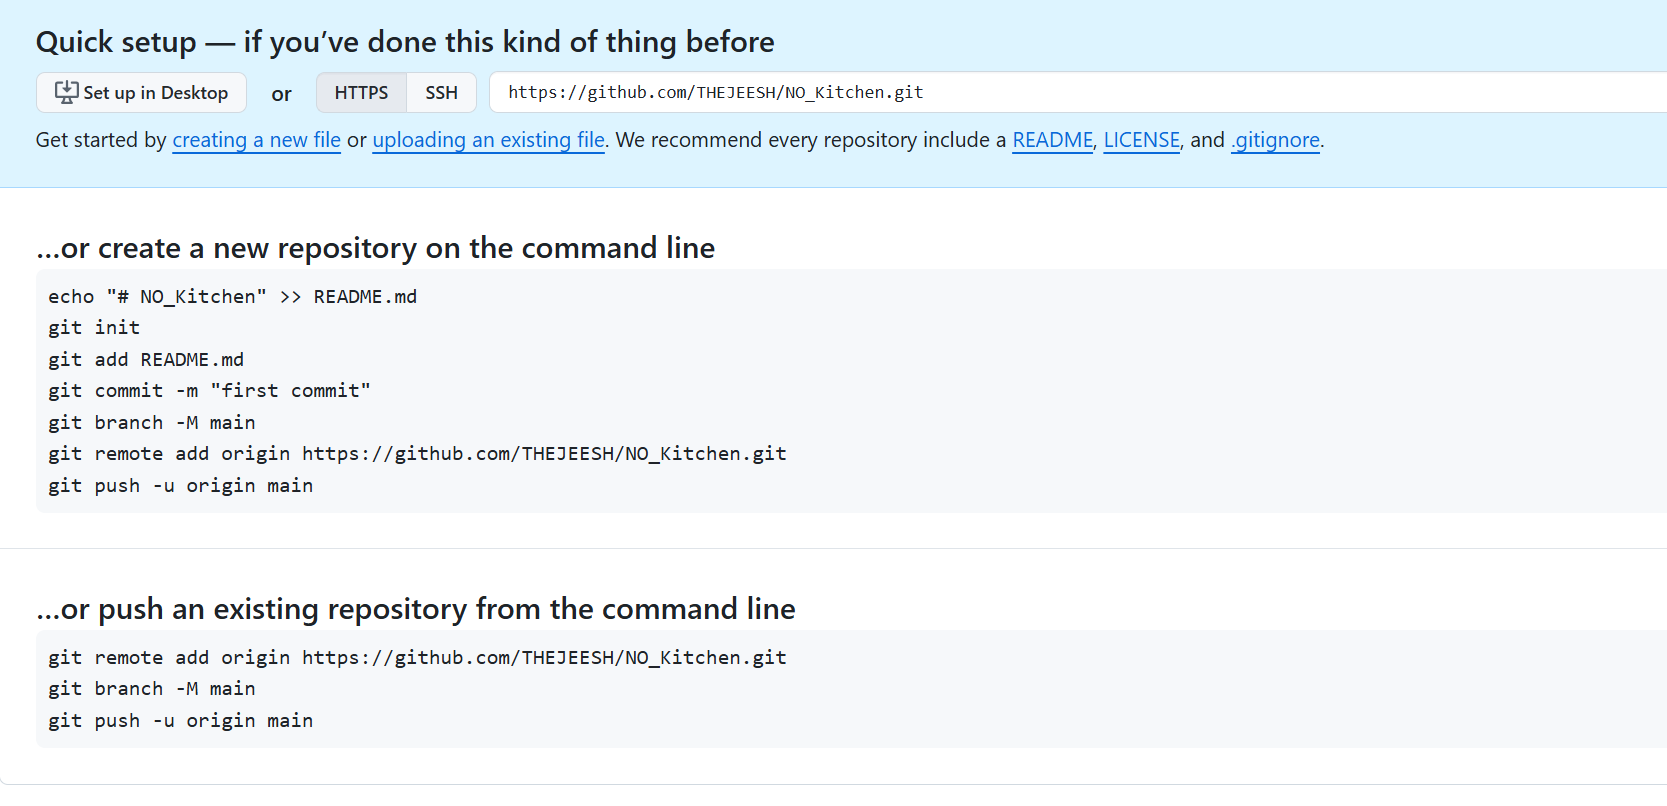 Quick setup — if you’ve done this kind of thing before
Set up in Desktop or HTTPS SSH https://github.com/THEJEESH/NO_Kitchen.git
Get started by creating a new file or uploading an existing file. We recommend every repository include a README, LICENSE, and .gitignore.
…or create a new repository on the command line
echo "# NO_Kitchen" >> README.md
git init
git add README.md
git commit -m "first commit"
git branch -M main
git remote add origin https://github.com/THEJEESH/NO_Kitchen.git
git push -u origin main
…or push an existing repository from the command line
git remote add origin https://github.com/THEJEESH/NO_Kitchen.git
git branch -M main
git push -u origin main